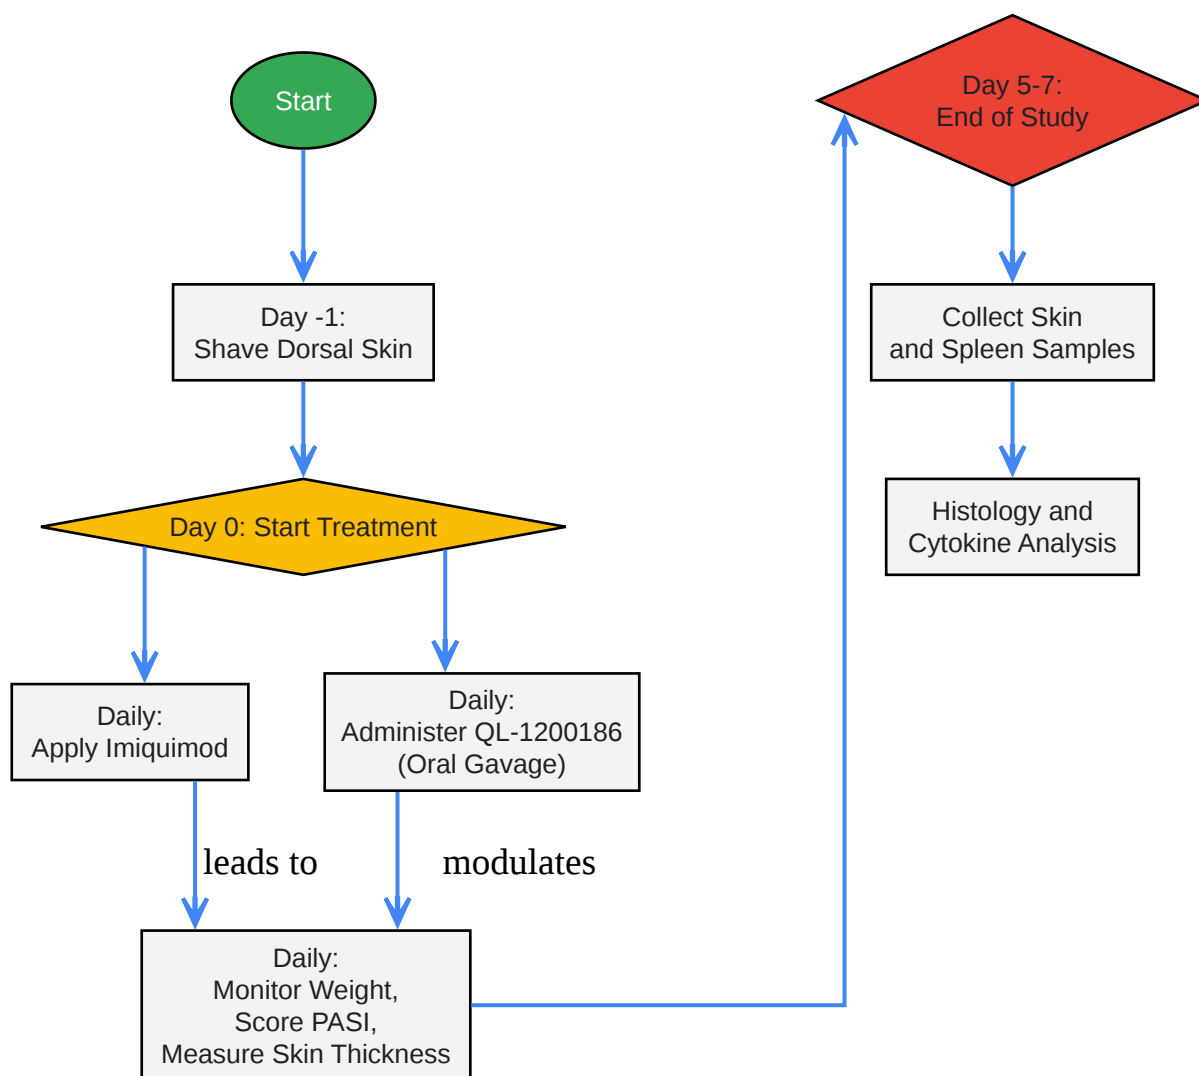 Start
Day -1:
Shave Dorsal Skin
Day 0: Start Treatment
Daily:
Apply Imiquimod
Daily:
Administer QL-1200186
(Oral Gavage)
leads to
modulates
Daily:
Monitor Weight,
Score PASI,
Measure Skin Thickness
Day 5-7:
End of Study
Collect Skin
and Spleen Samples
Histology and
Cytokine Analysis